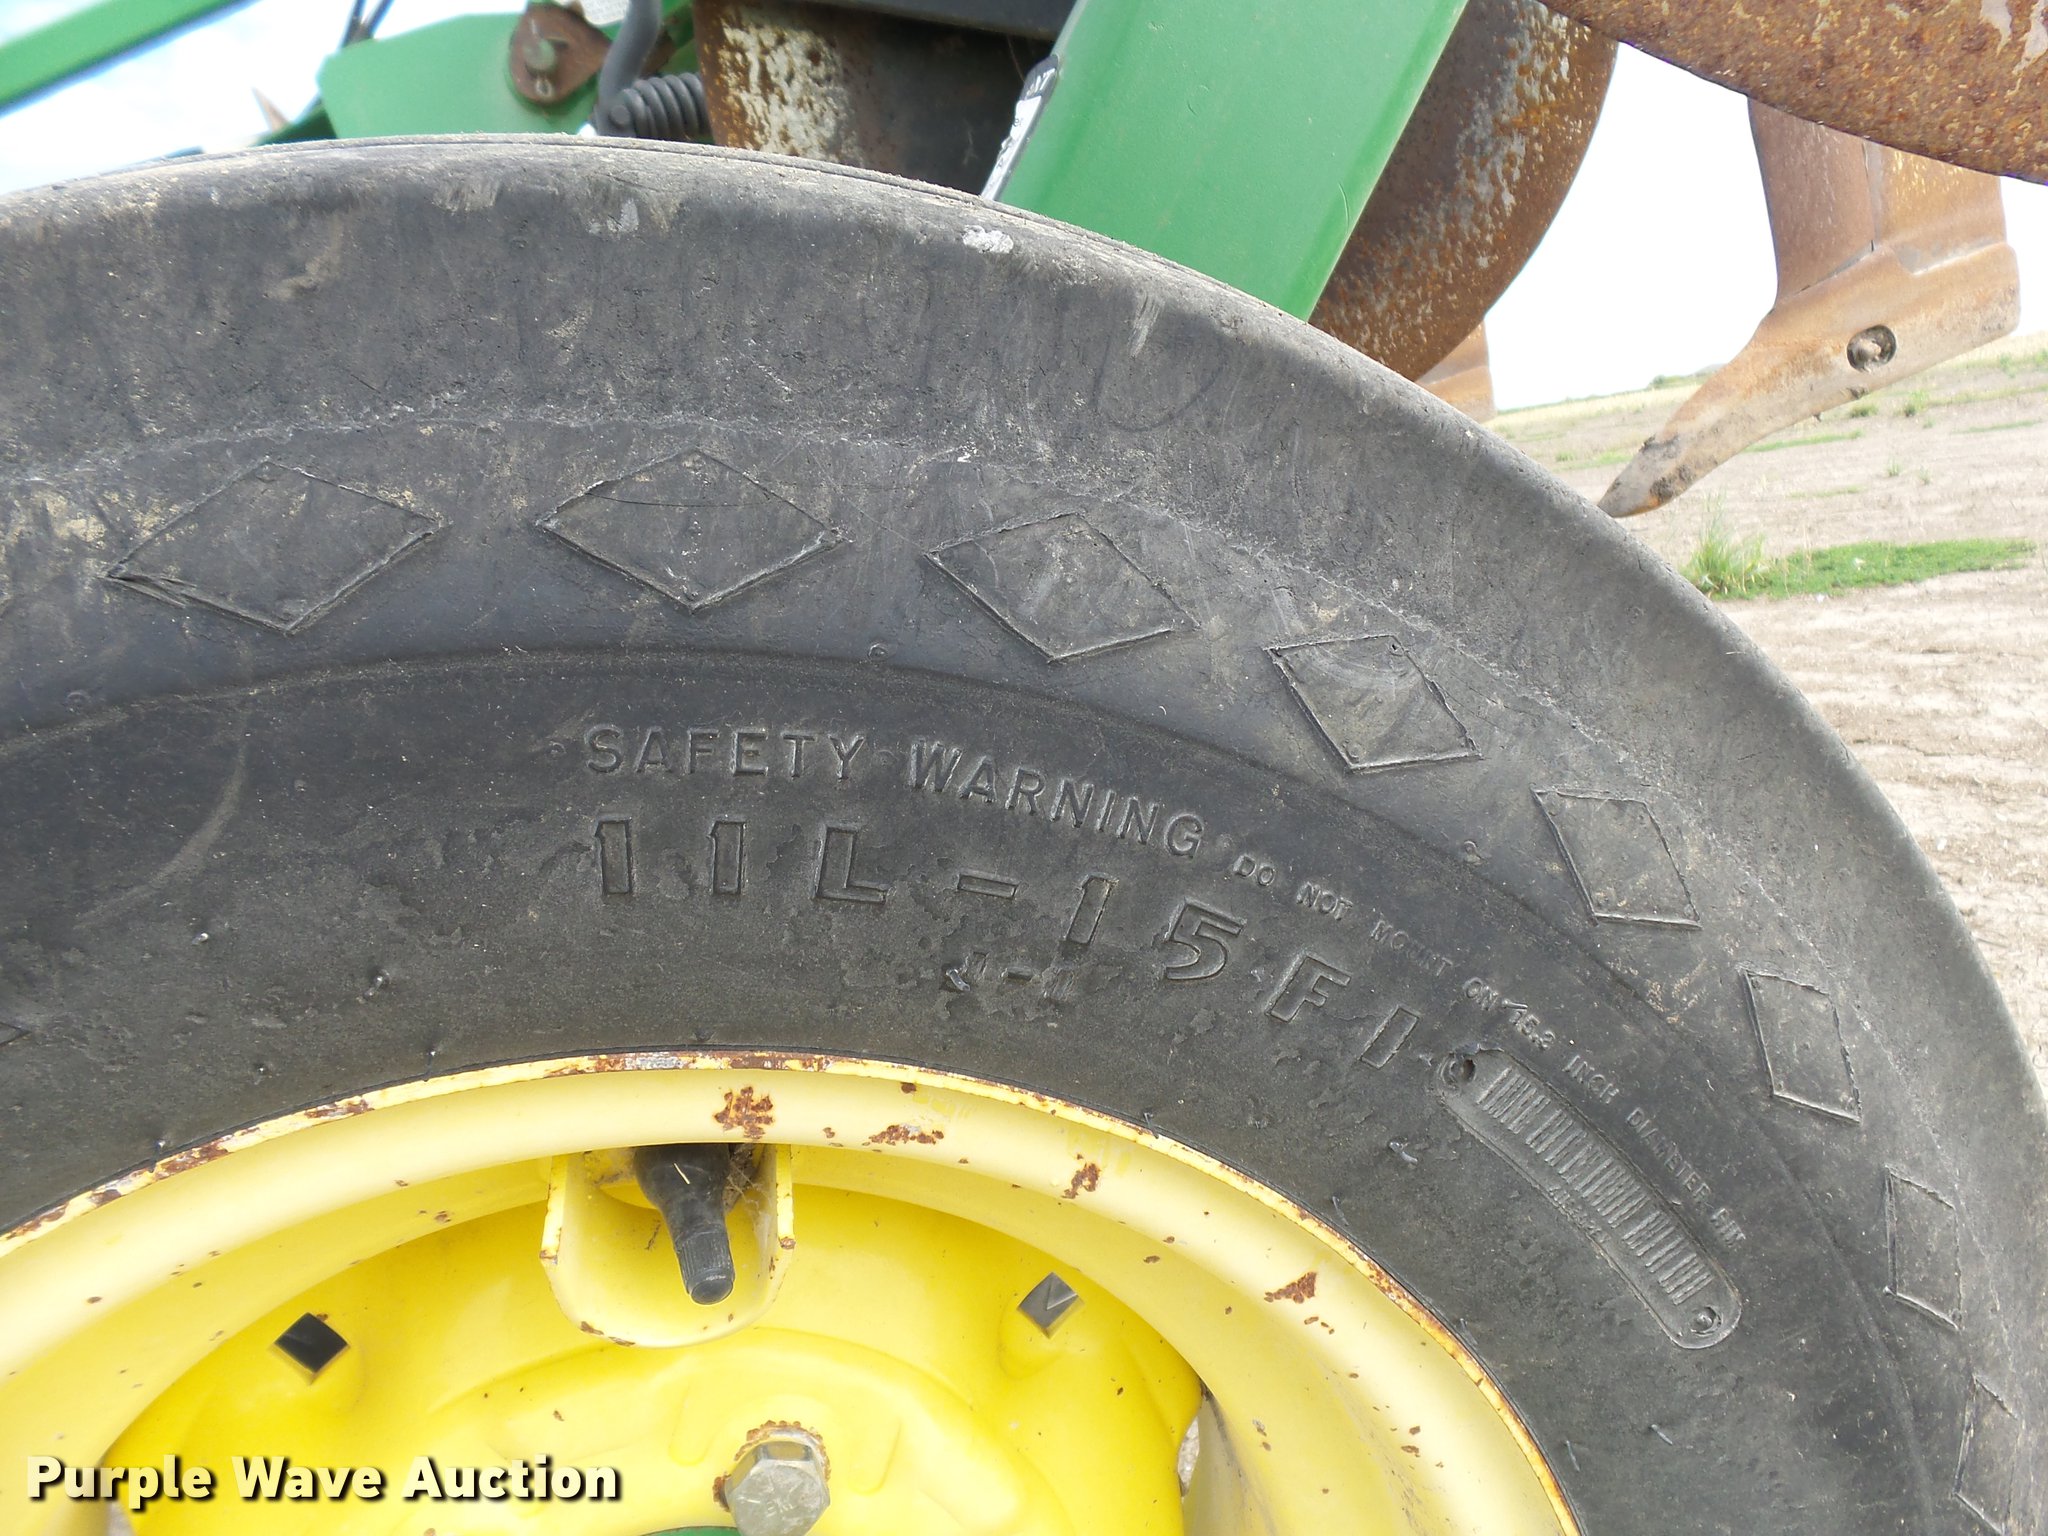 SAFETY WARNING DO NOT MOUNT ON 15.3 INCH DIAMETER RIM
11L-15FI
Purple Wave Auction